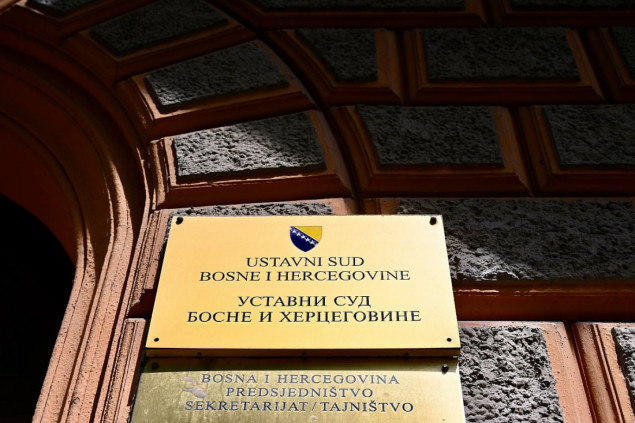 USTAVNI SUD
BOSNE I HERCEGOVINE
УСТАВНИ СУД
БОСНЕ И ХЕРЦЕГОВИНЕ
BOSNA I HERCEGOVINA
PREDSJEDNIŠTVO
SEKRETARIJAT/TAJNIŠTVO